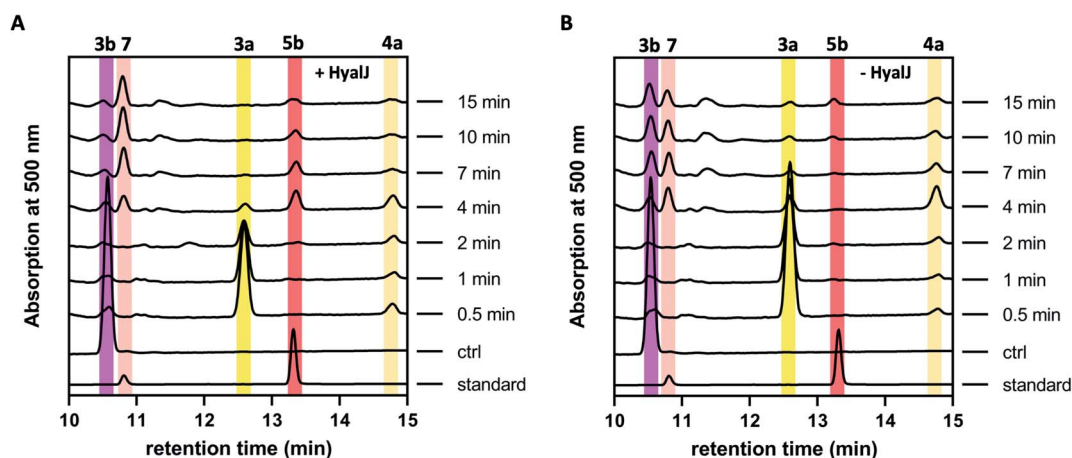 A
3b 7 3a 5b 4a
+ HyalJ
Absorption at 500 nm
15 min
10 min
7 min
4 min
2 min
1 min
0.5 min
ctrl
standard
10 11 12 13 14 15
retention time (min)
B
3b 7 3a 5b 4a
- HyalJ
Absorption at 500 nm
15 min
10 min
7 min
4 min
2 min
1 min
0.5 min
ctrl
standard
10 11 12 13 14 15
retention time (min)